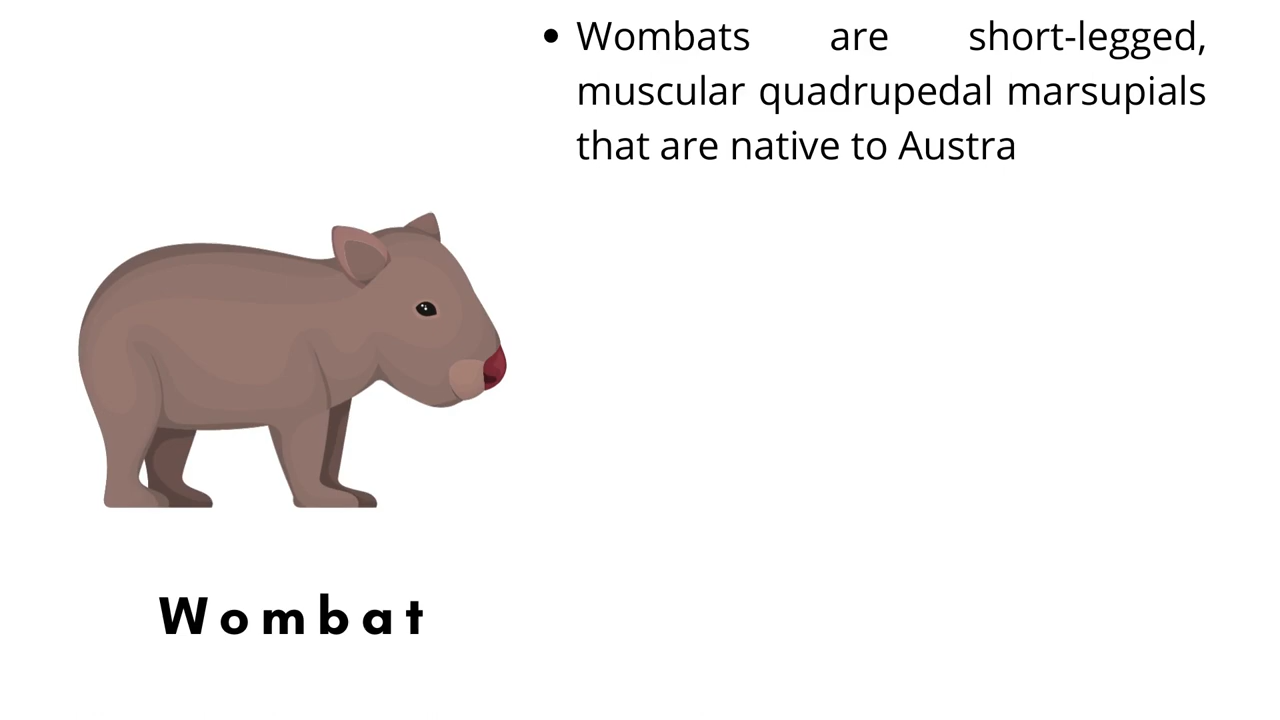 • Wombats are short-legged,
muscular quadrupedal marsupials
that are native to Austra
Wombat